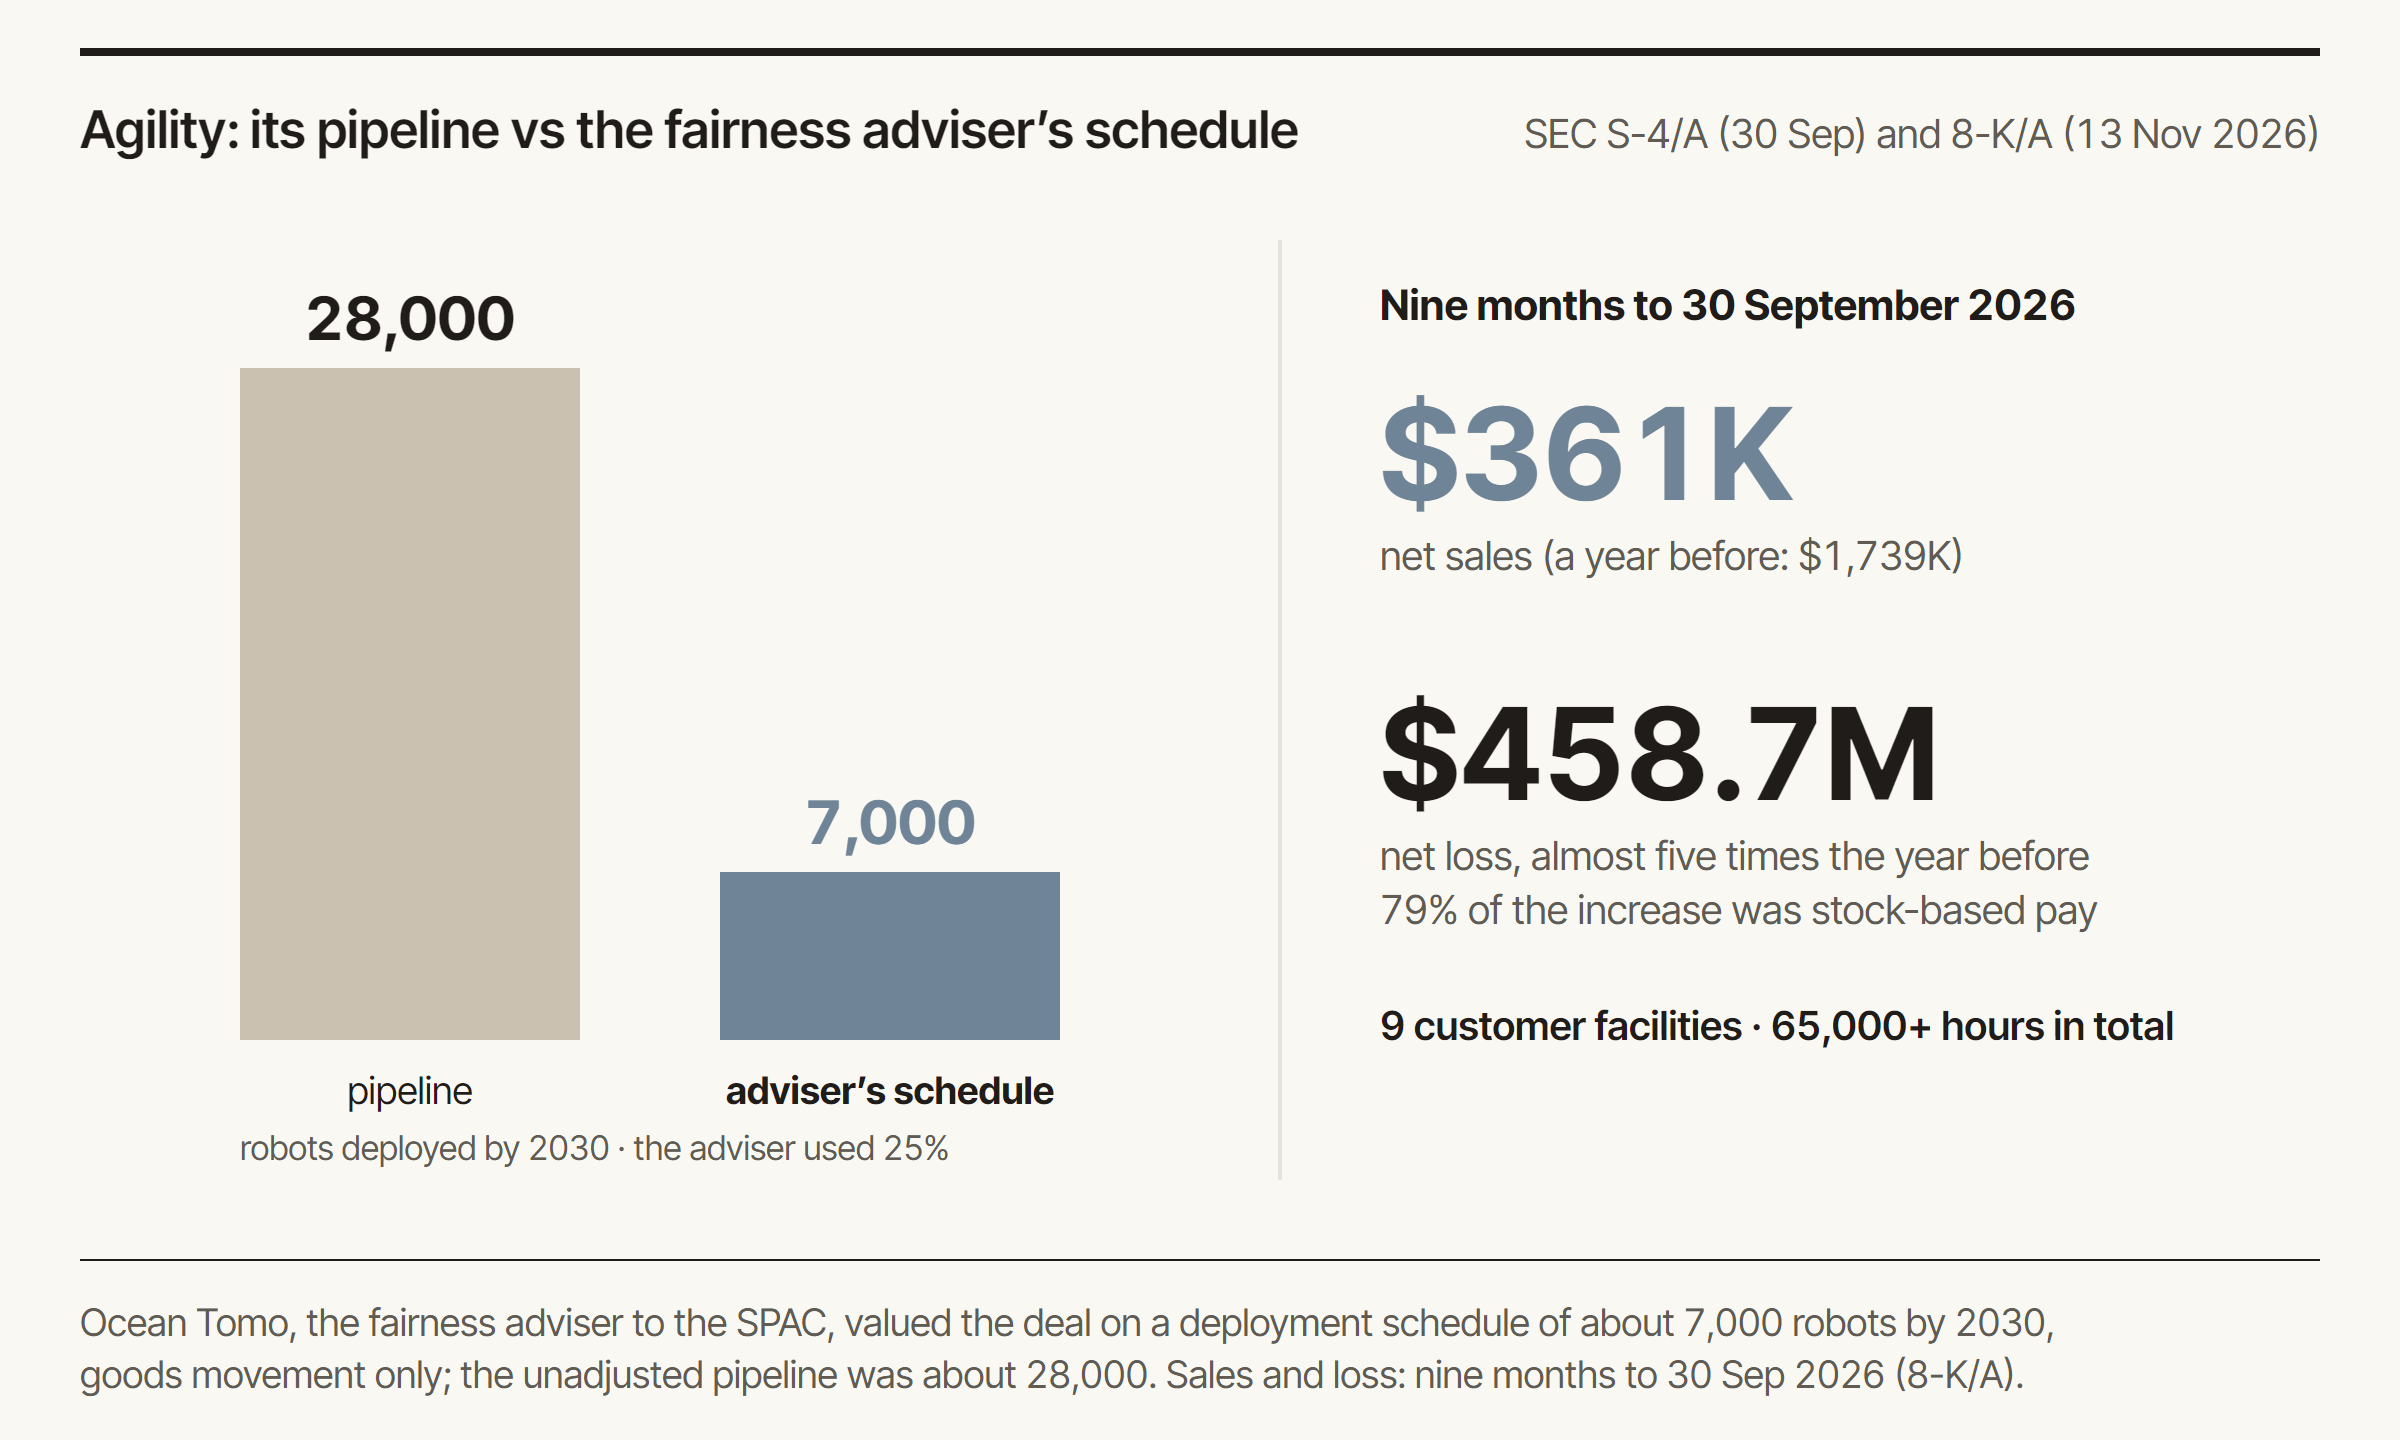 Agility: its pipeline vs the fairness adviser’s schedule
SEC S-4/A (30 Sep) and 8-K/A (13 Nov 2026)
28,000
7,000
pipeline
adviser’s schedule
robots deployed by 2030 · the adviser used 25%
Nine months to 30 September 2026
$361K
net sales (a year before: $1,739K)
$458.7M
net loss, almost five times the year before
79% of the increase was stock-based pay
9 customer facilities · 65,000+ hours in total
Ocean Tomo, the fairness adviser to the SPAC, valued the deal on a deployment schedule of about 7,000 robots by 2030,
goods movement only; the unadjusted pipeline was about 28,000. Sales and loss: nine months to 30 Sep 2026 (8-K/A).